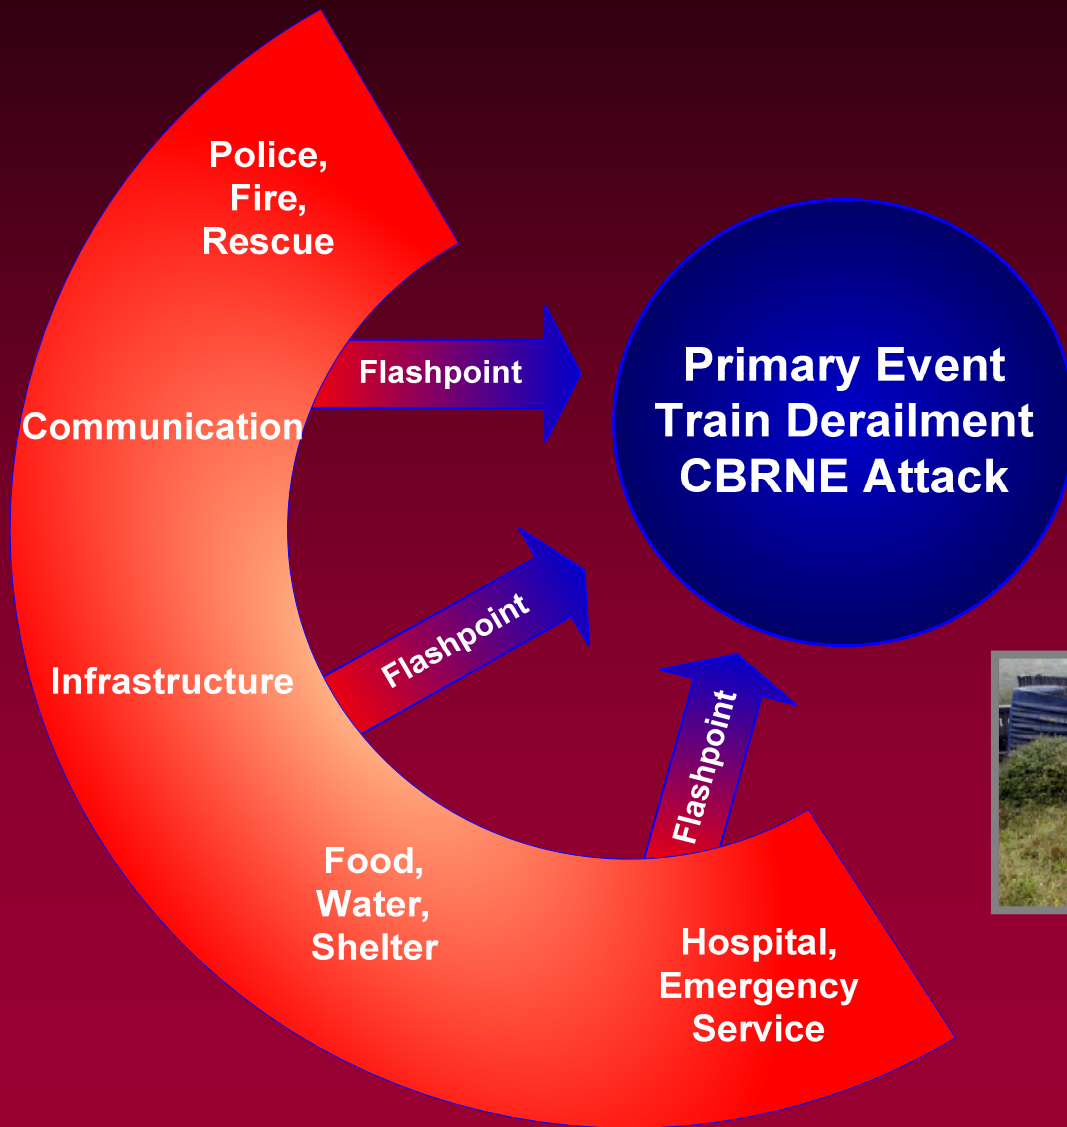 Police,
Fire,
Rescue
Communication
Infrastructure
Food,
Water,
Shelter
Hospital,
Emergency
Service
Flashpoint
Flashpoint
Flashpoint
Primary Event
Train Derailment
CBRNE Attack